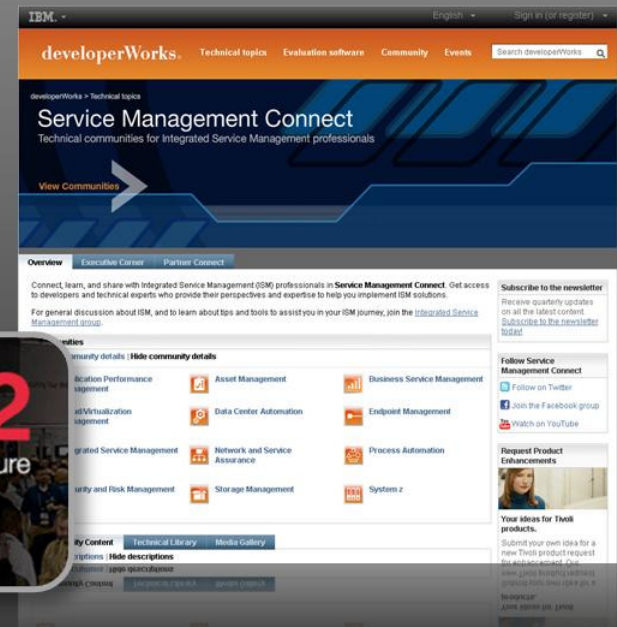 IBM.
English
Sign in (or register)
developerWorks.
Technical topics
Evaluation software
Community
Events
Search developerWorks
developerWorks > Technical topics
Service Management Connect
Technical communities for Integrated Service Management professionals
View Communities
Overview
Executive Corner
Partner Connect
Connect, learn, and share with Integrated Service Management (ISM) professionals in Service Management Connect. Get access
to developers and technical experts who provide their perspectives and expertise to help you implement ISM solutions.
For general discussion about ISM, and to learn about tips and tools to assist you in your ISM journey, join the Integrated Service
Management group.
details | Hide community details
Performance
Asset Management
Business Service Management
Data Center Automation
Endpoint Management
Service Management
Network and Service
Assurance
Process Automation
and Risk Management
Storage Management
System z
2
ure
Content
Technical Library
Media Gallery
| Hide descriptions
Subscribe to the newsletter
Receive quarterly updates
on all the latest content.
Subscribe to the newsletter
today!
Follow Service
Management Connect
Follow on Twitter
Join the Facebook group
Watch on YouTube
Request Product
Enhancements
Your ideas for Tivoli
products.
Submit your own idea for a
new Tivoli product request
for enhancement. Our